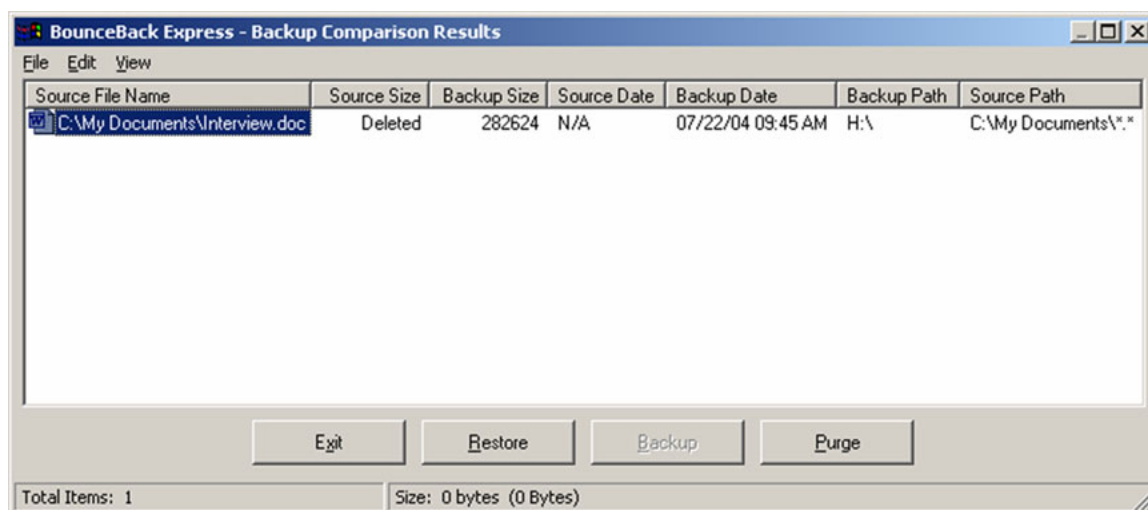 BounceBack Express - Backup Comparison Results
File Edit View
Source File Name Source Size Backup Size Source Date Backup Date Backup Path Source Path
C:\My Documents\Interview.doc Deleted 282624 N/A 07/22/04 09:45 AM H:\ C:\My Documents\*.*
Exit Restore Backup Purge
Total Items: 1 Size: 0 bytes (0 Bytes)